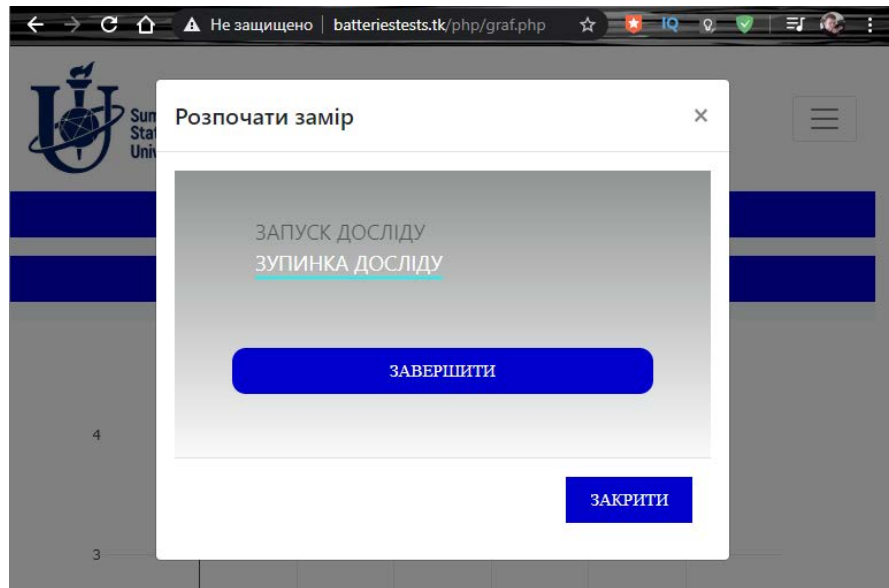 Не защищено | batteriestests.tk/php/graf.php
IQ
Розпочати замір ×
ЗАПУСК ДОСЛІДУ
ЗУПИНКА ДОСЛІДУ
ЗАВЕРШИТИ
4
ЗАКРИТИ
3